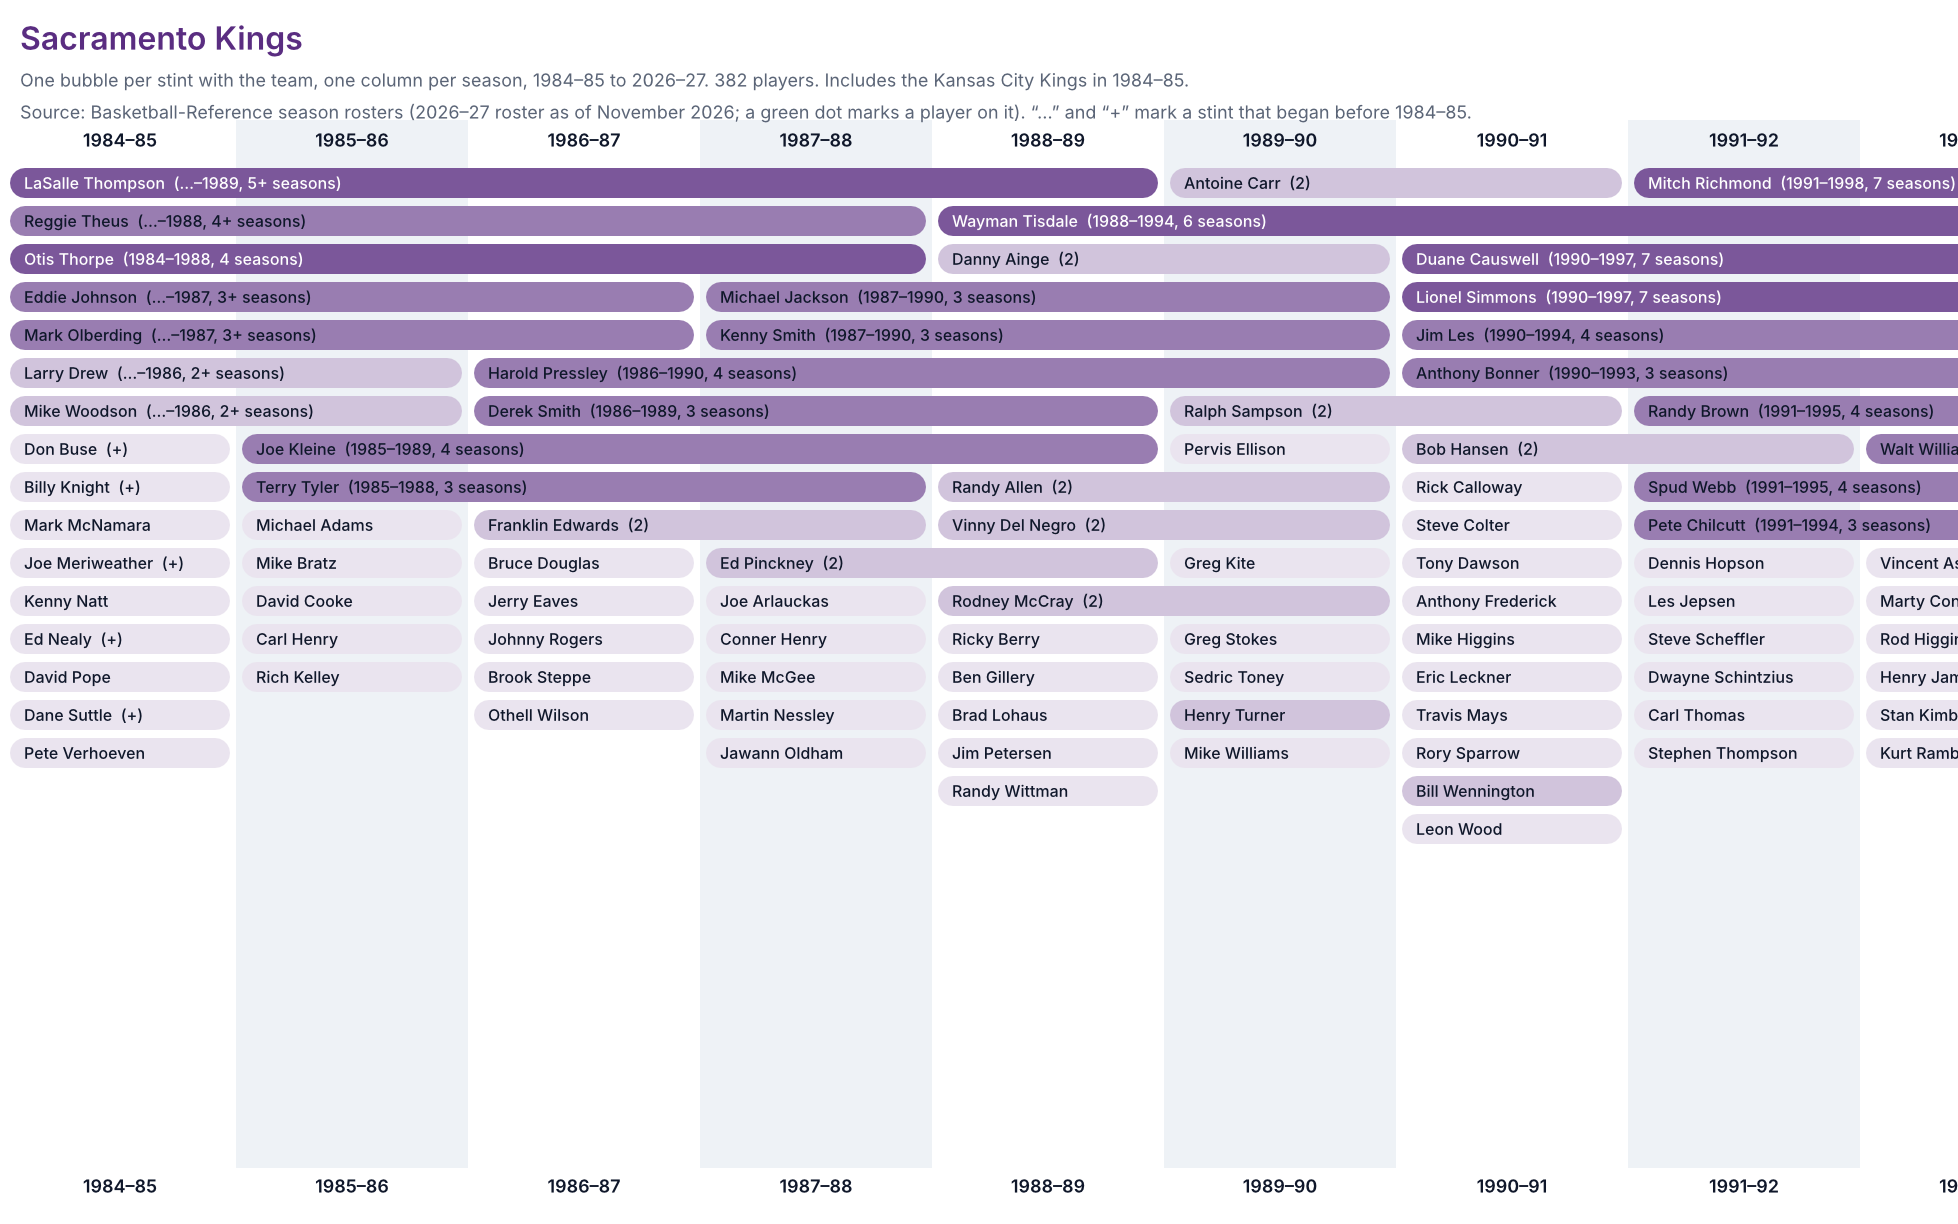 Sacramento Kings
One bubble per stint with the team, one column per season, 1984–85 to 2026–27. 382 players. Includes the Kansas City Kings in 1984–85.
Source: Basketball-Reference season rosters (2026–27 roster as of November 2026; a green dot marks a player on it). “…” and “+” mark a stint that began before 1984–85.
1984–85 1985–86 1986–87 1987–88 1988–89 1989–90 1990–91 1991–92 19
LaSalle Thompson (…–1989, 5+ seasons) Antoine Carr (2) Mitch Richmond (1991–1998, 7 seasons)
Reggie Theus (…–1988, 4+ seasons) Wayman Tisdale (1988–1994, 6 seasons)
Otis Thorpe (1984–1988, 4 seasons) Danny Ainge (2) Duane Causwell (1990–1997, 7 seasons)
Eddie Johnson (…–1987, 3+ seasons) Michael Jackson (1987–1990, 3 seasons) Lionel Simmons (1990–1997, 7 seasons)
Mark Olberding (…–1987, 3+ seasons) Kenny Smith (1987–1990, 3 seasons) Jim Les (1990–1994, 4 seasons)
Larry Drew (…–1986, 2+ seasons) Harold Pressley (1986–1990, 4 seasons) Anthony Bonner (1990–1993, 3 seasons)
Mike Woodson (…–1986, 2+ seasons) Derek Smith (1986–1989, 3 seasons) Ralph Sampson (2) Randy Brown (1991–1995, 4 seasons)
Don Buse (+) Joe Kleine (1985–1989, 4 seasons) Pervis Ellison Bob Hansen (2) Walt Willia
Billy Knight (+) Terry Tyler (1985–1988, 3 seasons) Randy Allen (2) Rick Calloway Spud Webb (1991–1995, 4 seasons)
Mark McNamara Michael Adams Franklin Edwards (2) Vinny Del Negro (2) Steve Colter Pete Chilcutt (1991–1994, 3 seasons)
Joe Meriweather (+) Mike Bratz Bruce Douglas Ed Pinckney (2) Greg Kite Tony Dawson Dennis Hopson Vincent As
Kenny Natt David Cooke Jerry Eaves Joe Arlauckas Rodney McCray (2) Anthony Frederick Les Jepsen Marty Con
Ed Nealy (+) Carl Henry Johnny Rogers Conner Henry Ricky Berry Greg Stokes Mike Higgins Steve Scheffler Rod Higgin
David Pope Rich Kelley Brook Steppe Mike McGee Ben Gillery Sedric Toney Eric Leckner Dwayne Schintzius Henry Jam
Dane Suttle (+) Othell Wilson Martin Nessley Brad Lohaus Henry Turner Travis Mays Carl Thomas Stan Kimb
Pete Verhoeven Jawann Oldham Jim Petersen Mike Williams Rory Sparrow Stephen Thompson Kurt Ramb
Randy Wittman Bill Wennington
Leon Wood
1984–85 1985–86 1986–87 1987–88 1988–89 1989–90 1990–91 1991–92 19